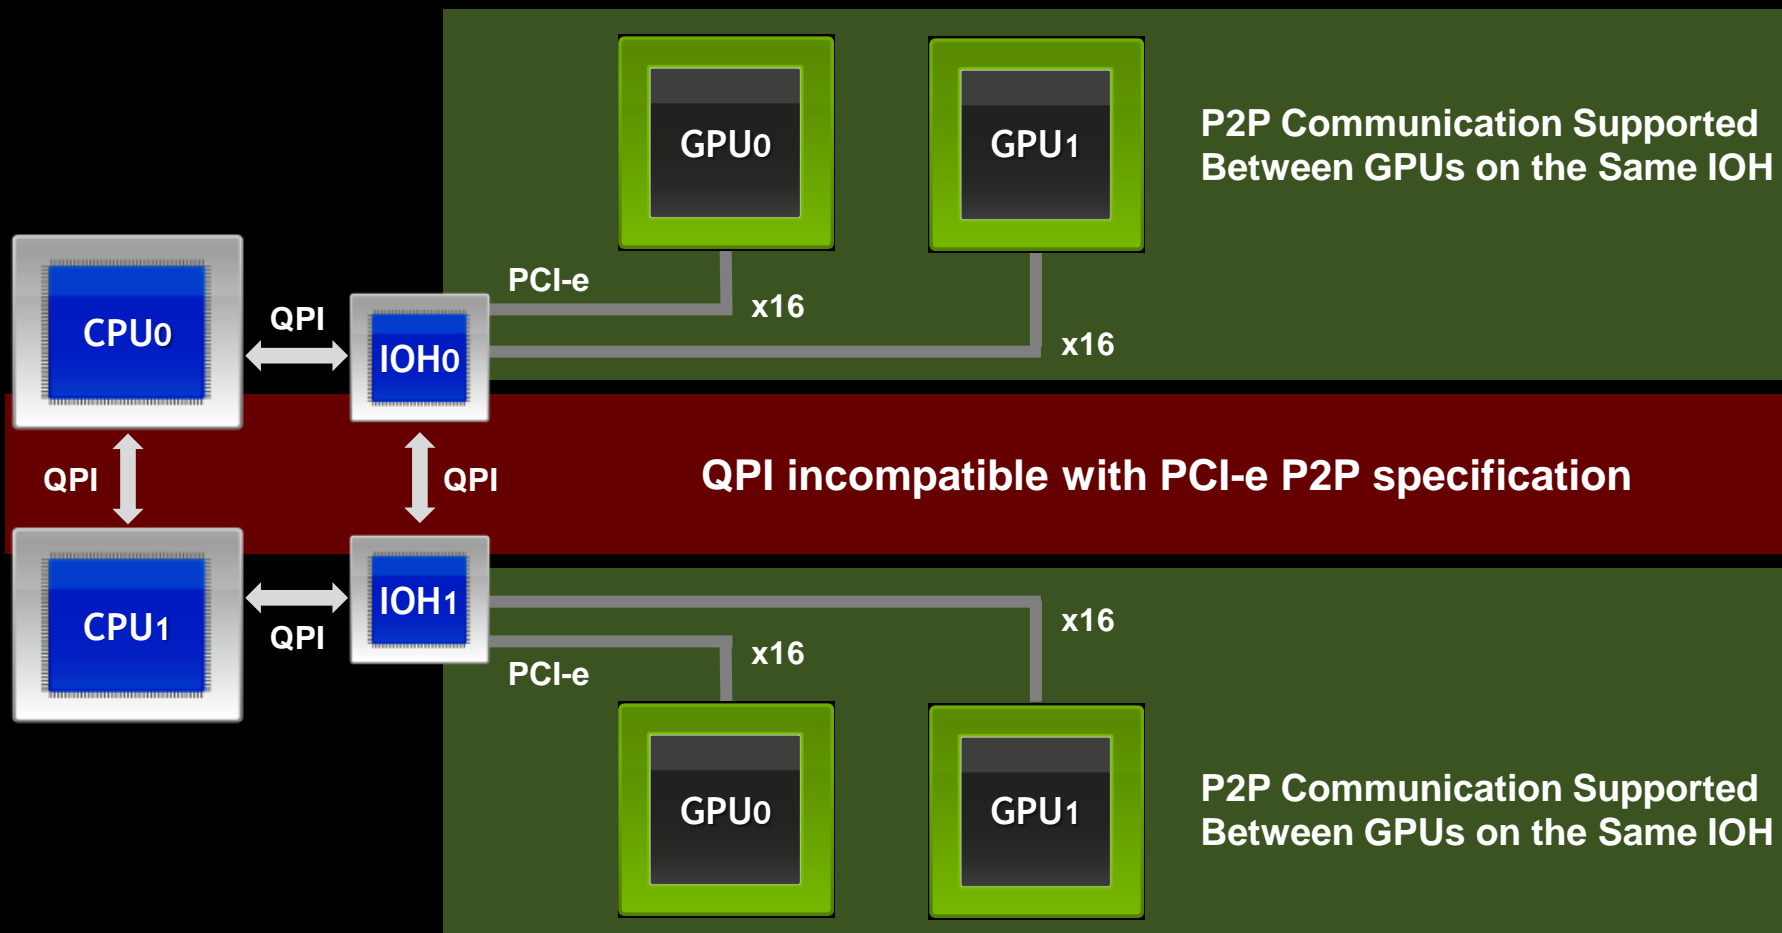 GPU0
GPU1
P2P Communication Supported
Between GPUs on the Same IOH
PCI-e
x16
QPI
CPU0
IOH0
x16
QPI
QPI
QPI incompatible with PCI-e P2P specification
CPU1
IOH1
QPI
x16
x16
PCI-e
GPU0
GPU1
P2P Communication Supported
Between GPUs on the Same IOH